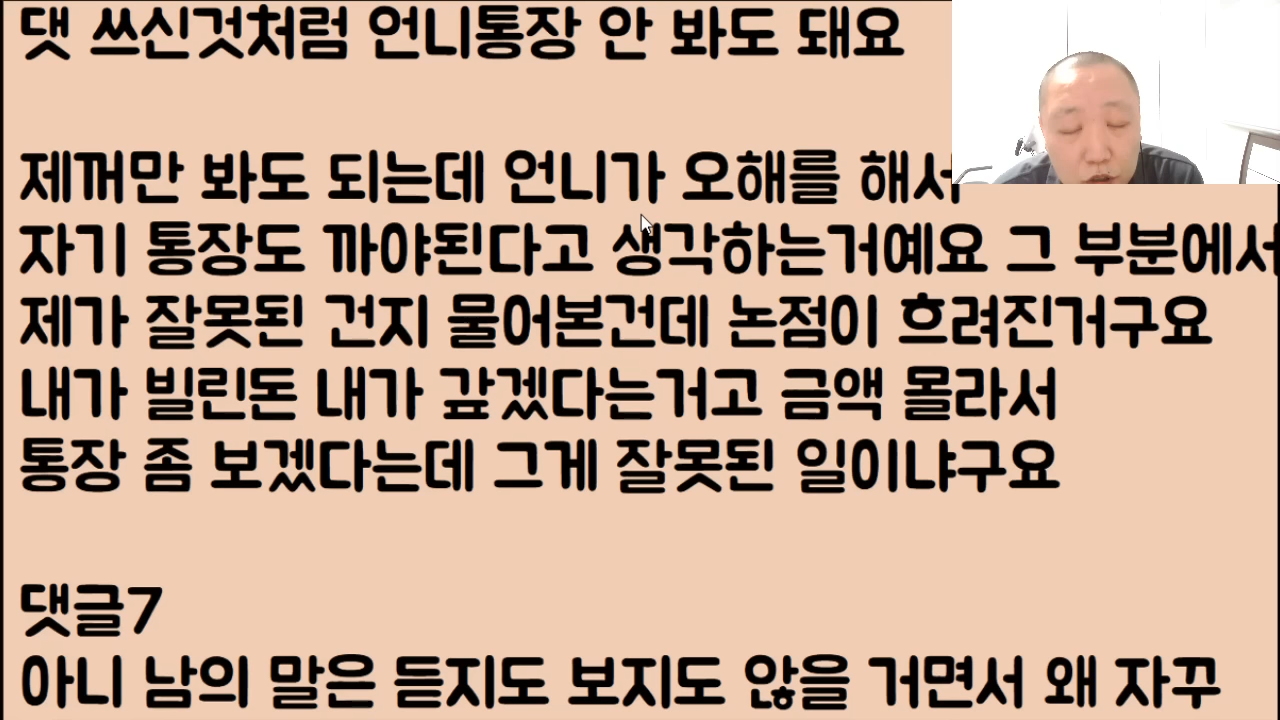 댓 쓰신것처럼 언니통장 안 봐도 돼요
제꺼만 봐도 되는데 언니가 오해를 해서
자기 통장도 까야된다고 생각하는거예요 그 부분에서
제가 잘못된 건지 물어본건데 논점이 흐려진거구요
내가 빌린돈 내가 갚겠다는거고 금액 몰라서
통장 좀 보겠다는데 그게 잘못된 일이냐구요
댓글7
아니 남의 말은 듣지도 보지도 않을 거면서 왜 자꾸